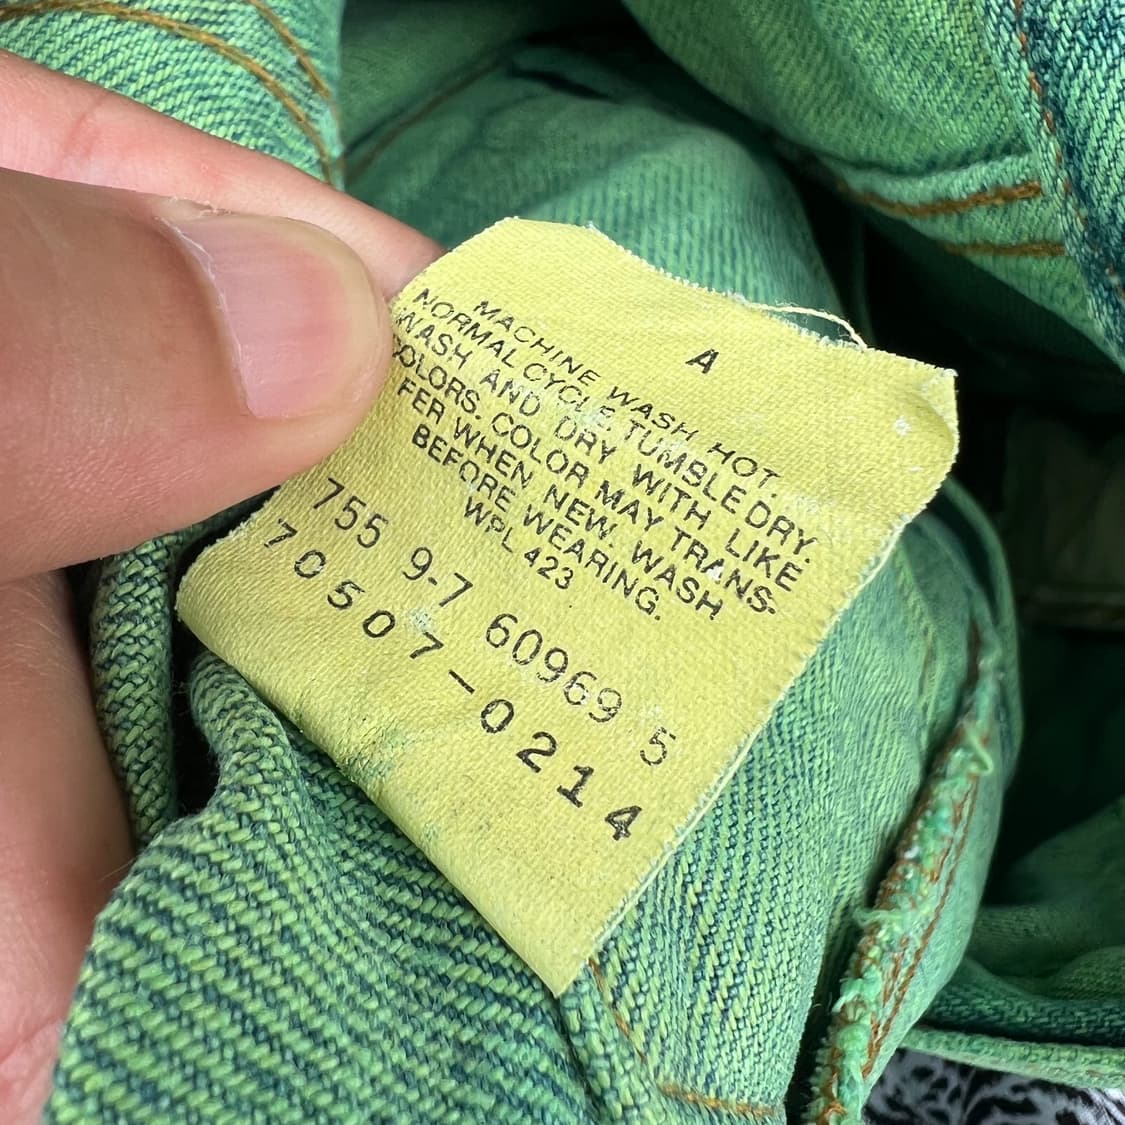 A
MACHINE WASH HOT.
NORMAL CYCLE. TUMBLE DRY.
WASH AND DRY WITH LIKE
COLORS. COLOR MAY TRANS-
FER WHEN NEW. WASH
BEFORE WEARING.
WPL 423
755 9-7 60969 5
70507-0214